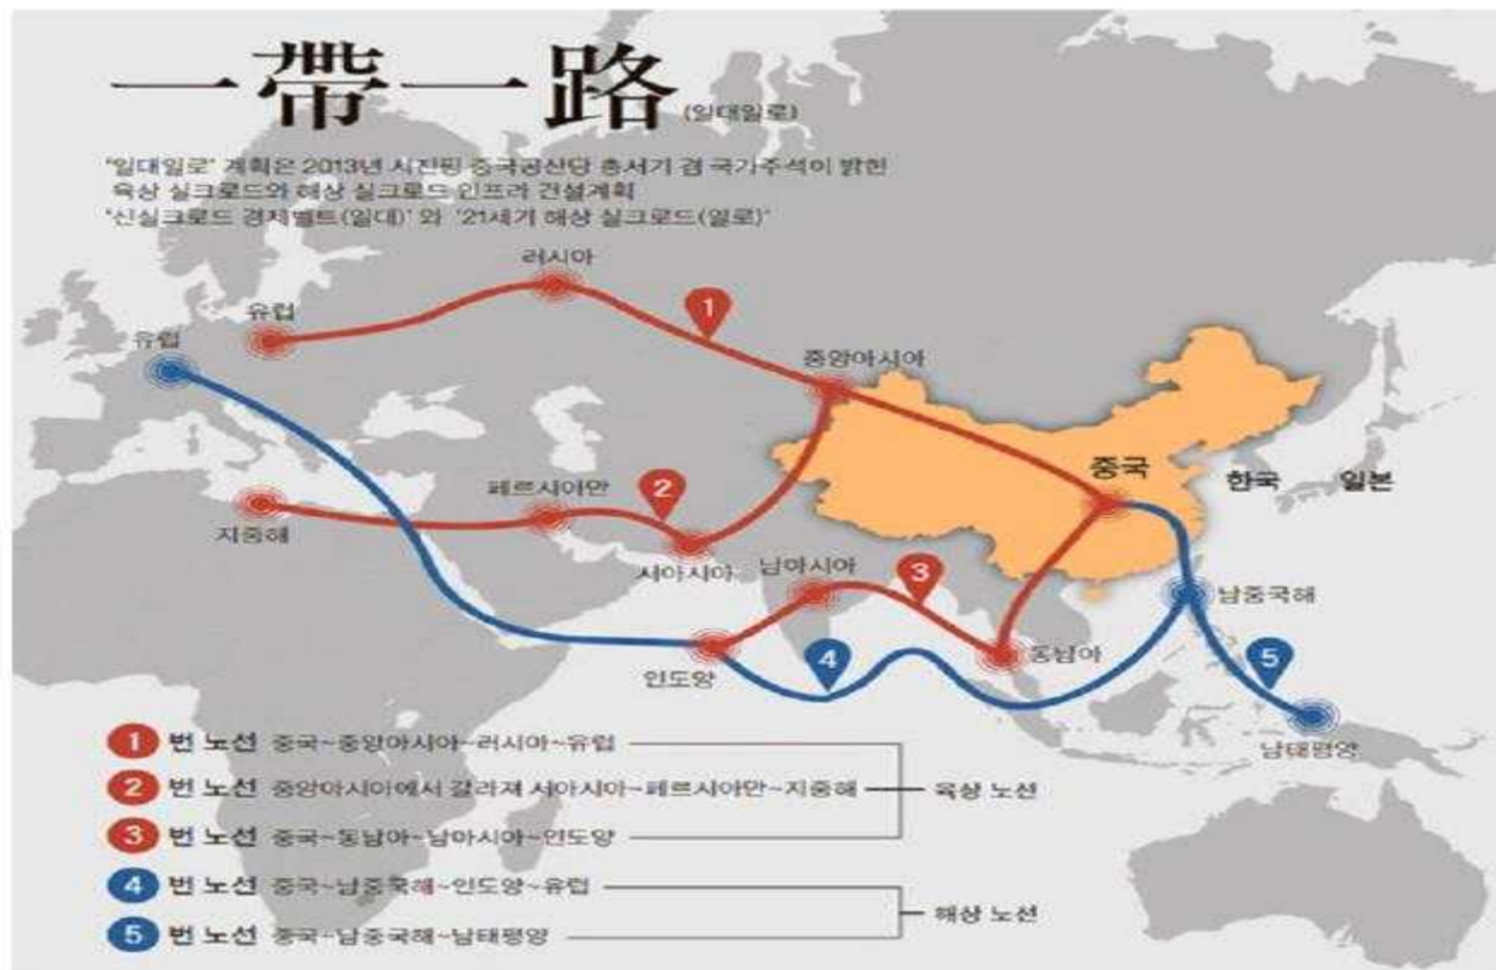 一帶一路 (일대일로)
'일대일로' 계획은 2013년 시진핑 중국공산당 총서기 겸 국가주석이 밝힌
육상 실크로드와 해상 실크로드 인프라 건설계획
'신실크로드 경제벨트(일대)'와 '21세기 해상 실크로드(일로)'
러시아
1
유럽
유럽
중앙아시아
중국
한국
일본
페르시아만
2
지중해
서아시아
남아시아
3
남중국해
인도양
4
동남아
5
남태평양
1 번 노선 중국~중앙아시아~러시아~유럽
2 번 노선 중앙아시아에서 갈라져 서아시아~페르시아만~지중해
육상 노선
3 번 노선 중국~동남아~남아시아~인도양
4 번 노선 중국~남중국해~인도양~유럽
해상 노선
5 번 노선 중국~남중국해~남태평양